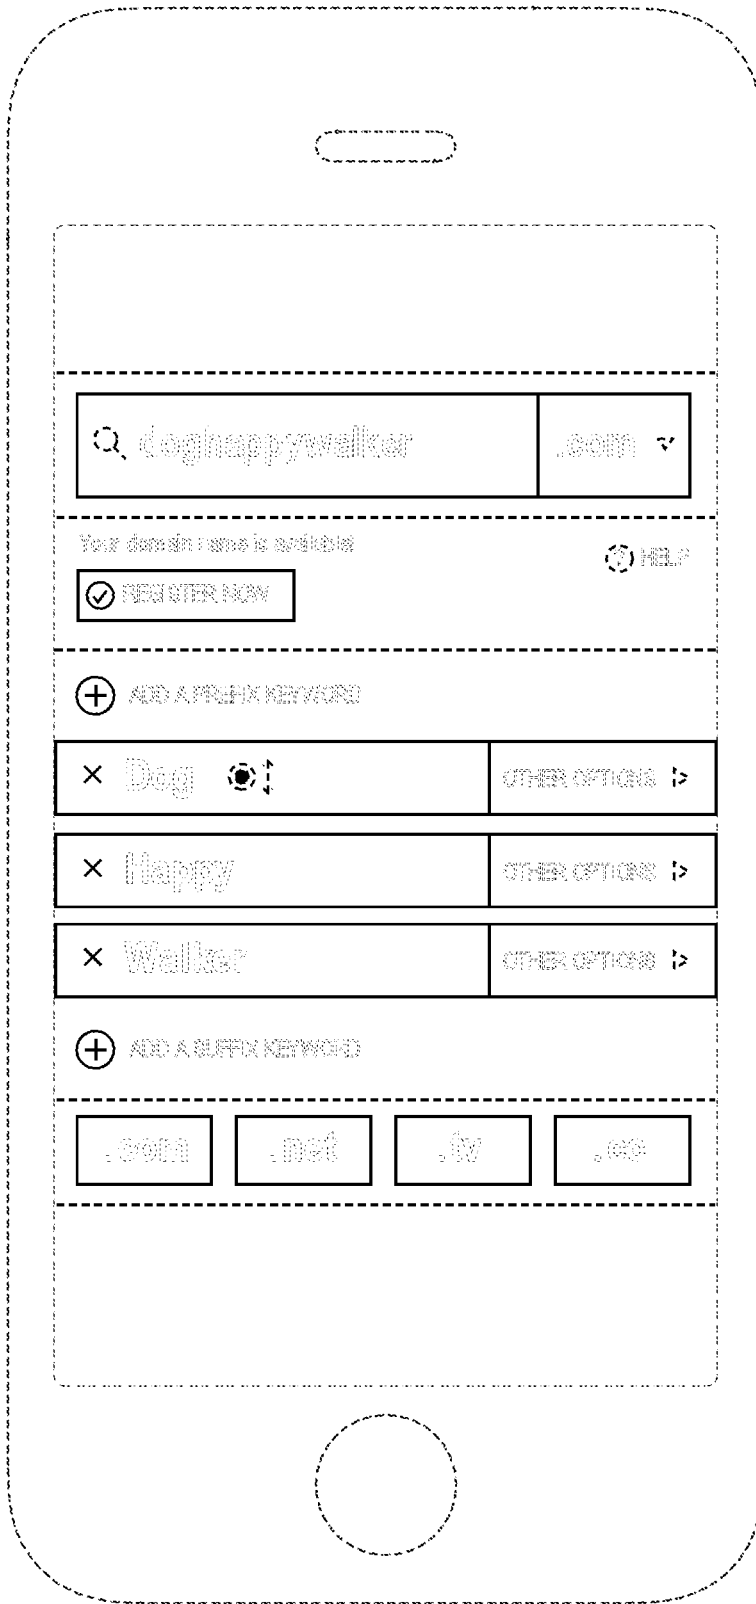 doghappywalker .com
Your domain name is available!
? HELP
REGISTER NOW
ADD A PREFIX KEYWORD
Dog OTHER OPTIONS
Happy OTHER OPTIONS
Walker OTHER OPTIONS
ADD A SUFFIX KEYWORD
.com .net .tv .co